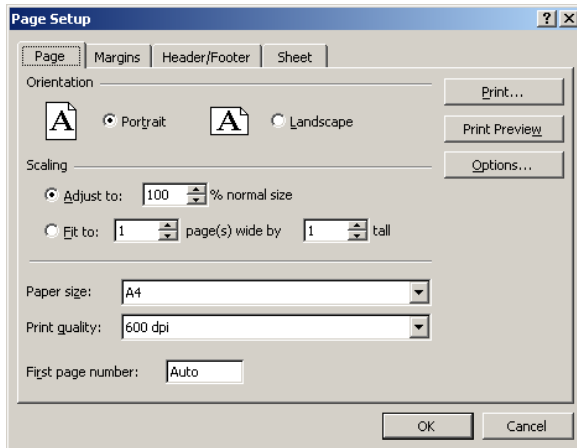 Page Setup
Page Margins Header/Footer Sheet
Orientation
Print...
A Portrait A Landscape
Print Preview
Scaling
Options...
Adjust to: 100 % normal size
Fit to: 1 page(s) wide by 1 tall
Paper size: A4
Print quality: 600 dpi
First page number: Auto
OK Cancel